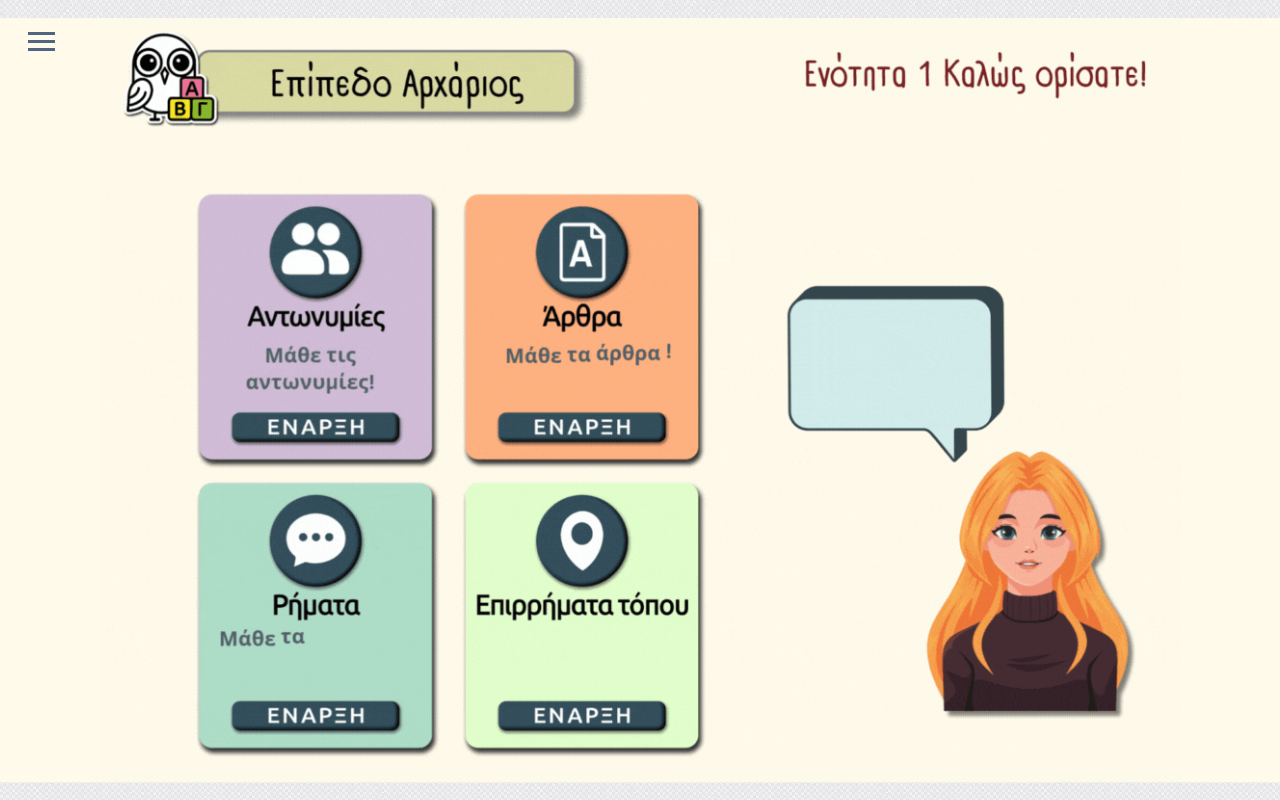 Επίπεδο Αρχάριος
Ενότητα 1 Καλώς ορίσατε!
Α
Β Γ
Αντωνυμίες
Μάθε τις
αντωνυμίες!
ΕΝΑΡΞΗ
Α
Άρθρα
Μάθε τα άρθρα !
ΕΝΑΡΞΗ
Ρήματα
Μάθε τα
ΕΝΑΡΞΗ
Επιρρήματα τόπου
ΕΝΑΡΞΗ